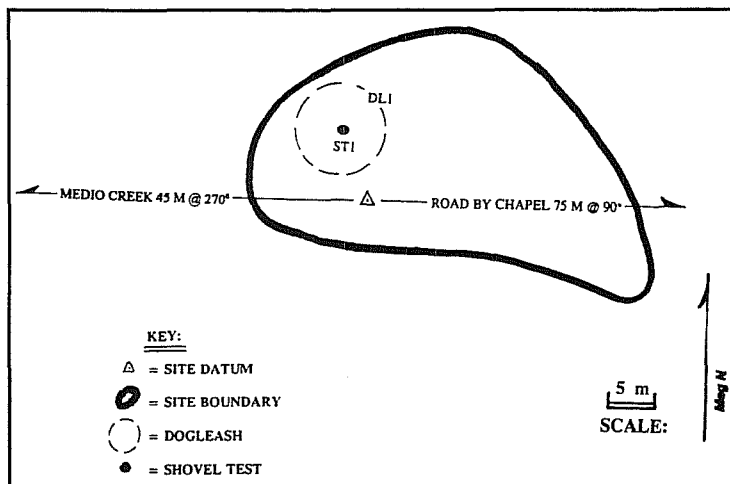 DL1
ST1
MEDIO CREEK 45 M @ 270°
ROAD BY CHAPEL 75 M @ 90°
KEY:
= SITE DATUM
= SITE BOUNDARY
= DOGLEASH
= SHOVEL TEST
5 m
SCALE:
Mag N